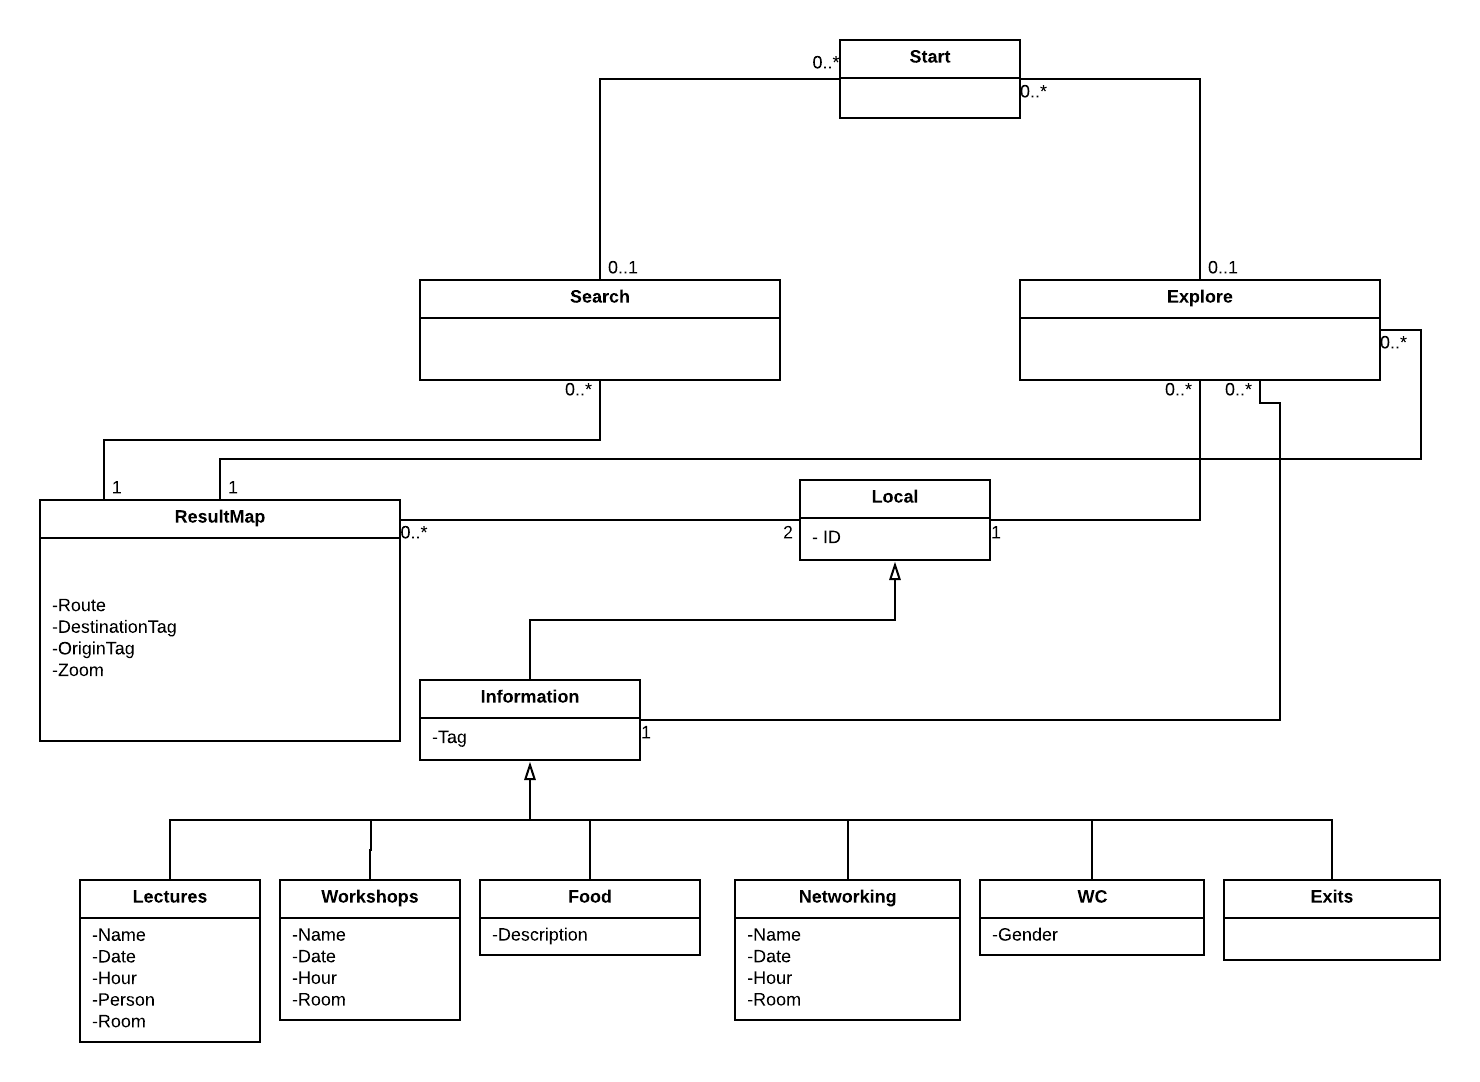 Start
0..*
0..*
0..1
0..1
Search
Explore
0..*
0..*
0..*
0..*
1
1
ResultMap
0..*
-Route
-DestinationTag
-OriginTag
-Zoom
Local
- ID
2
1
Information
-Tag
1
Lectures
-Name
-Date
-Hour
-Person
-Room
Workshops
-Name
-Date
-Hour
-Room
Food
-Description
Networking
-Name
-Date
-Hour
-Room
WC
-Gender
Exits